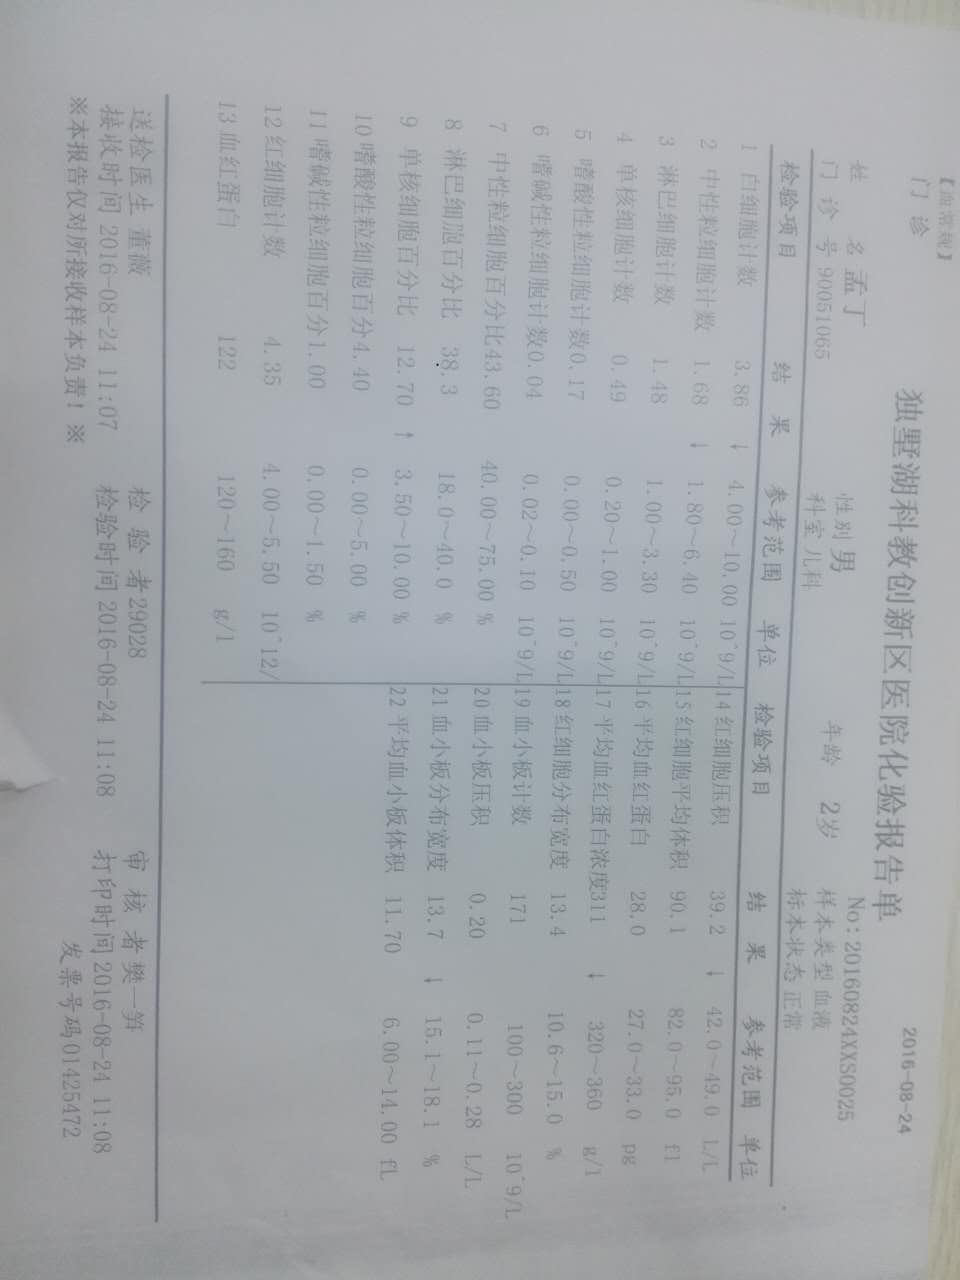 【血常规】
门诊
独墅湖科教创新区医院化验报告单
2016-08-24
No:20160824XXS0025
姓 名 孟丁 性别 男 年龄 2岁 样本类型 血液
门 诊 号 90051065 科室 儿科 标本状态 正常
检验项目 结 果 参考范围 单位 检验项目 结 果 参考范围 单位
1 白细胞计数 3.86 ↓ 4.00~10.00 10^9/L 14 红细胞压积 39.2 ↓ 42.0~49.0 L/L
2 中性粒细胞计数 1.68 ↓ 1.80~6.40 10^9/L 15 红细胞平均体积 90.1 82.0~95.0 fl
3 淋巴细胞计数 1.48 1.00~3.30 10^9/L 16 平均血红蛋白 28.0 27.0~33.0 pg
4 单核细胞计数 0.49 0.20~1.00 10^9/L 17 平均血红蛋白浓度311 ↓ 320~360 g/l
5 嗜酸性粒细胞计数0.17 0.00~0.50 10^9/L 18 红细胞分布宽度 13.4 10.6~15.0 %
6 嗜碱性粒细胞计数0.04 0.02~0.10 10^9/L 19 血小板计数 171 100~300 10^9/L
7 中性粒细胞百分比43.60 40.00~75.00 % 20 血小板压积 0.20 0.11~0.28 L/L
8 淋巴细胞百分比 38.3 18.0~40.0 % 21 血小板分布宽度 13.7 ↓ 15.1~18.1 %
9 单核细胞百分比 12.70 ↑ 3.50~10.00 % 22 平均血小板体积 11.70 6.00~14.00 fL
10 嗜酸性粒细胞百分4.40 0.00~5.00 %
11 嗜碱性粒细胞百分1.00 0.00~1.50 %
12 红细胞计数 4.35 4.00~5.50 10^12/
13 血红蛋白 122 120~160 g/l
送检医生 董薇 检 验 者29028 审 核 者樊一笋
接收时间 2016-08-24 11:07 检验时间 2016-08-24 11:08 打印时间 2016-08-24 11:08
※本报告仅对所接收样本负责！※ 发票号码01425472